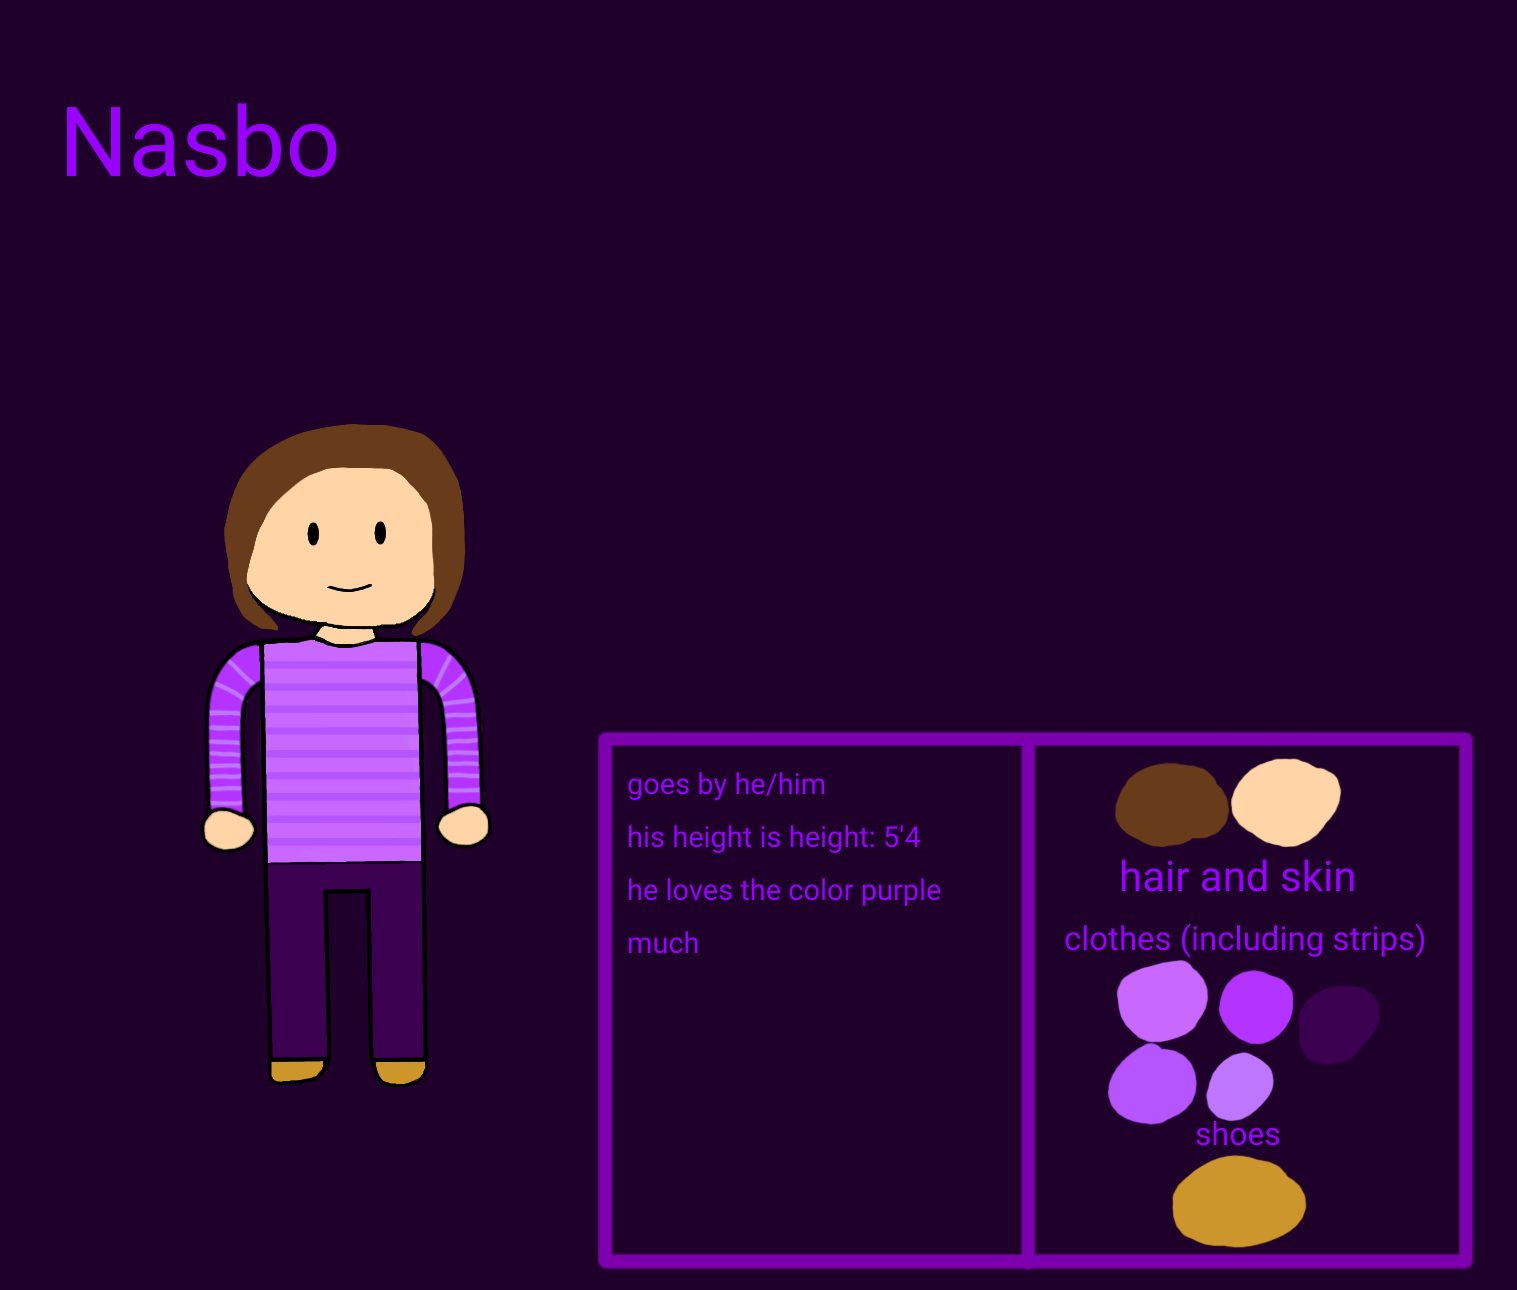 Nasbo
goes by he/him
his height is height: 5'4
he loves the color purple
much
hair and skin
clothes (including strips)
shoes